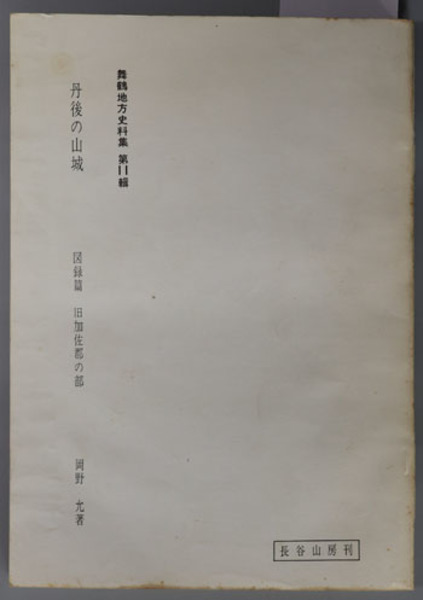 舞鶴地方史料集 第11輯
丹後の山城
図録篇 旧加佐郡の部
岡野 允著
長谷山房刊